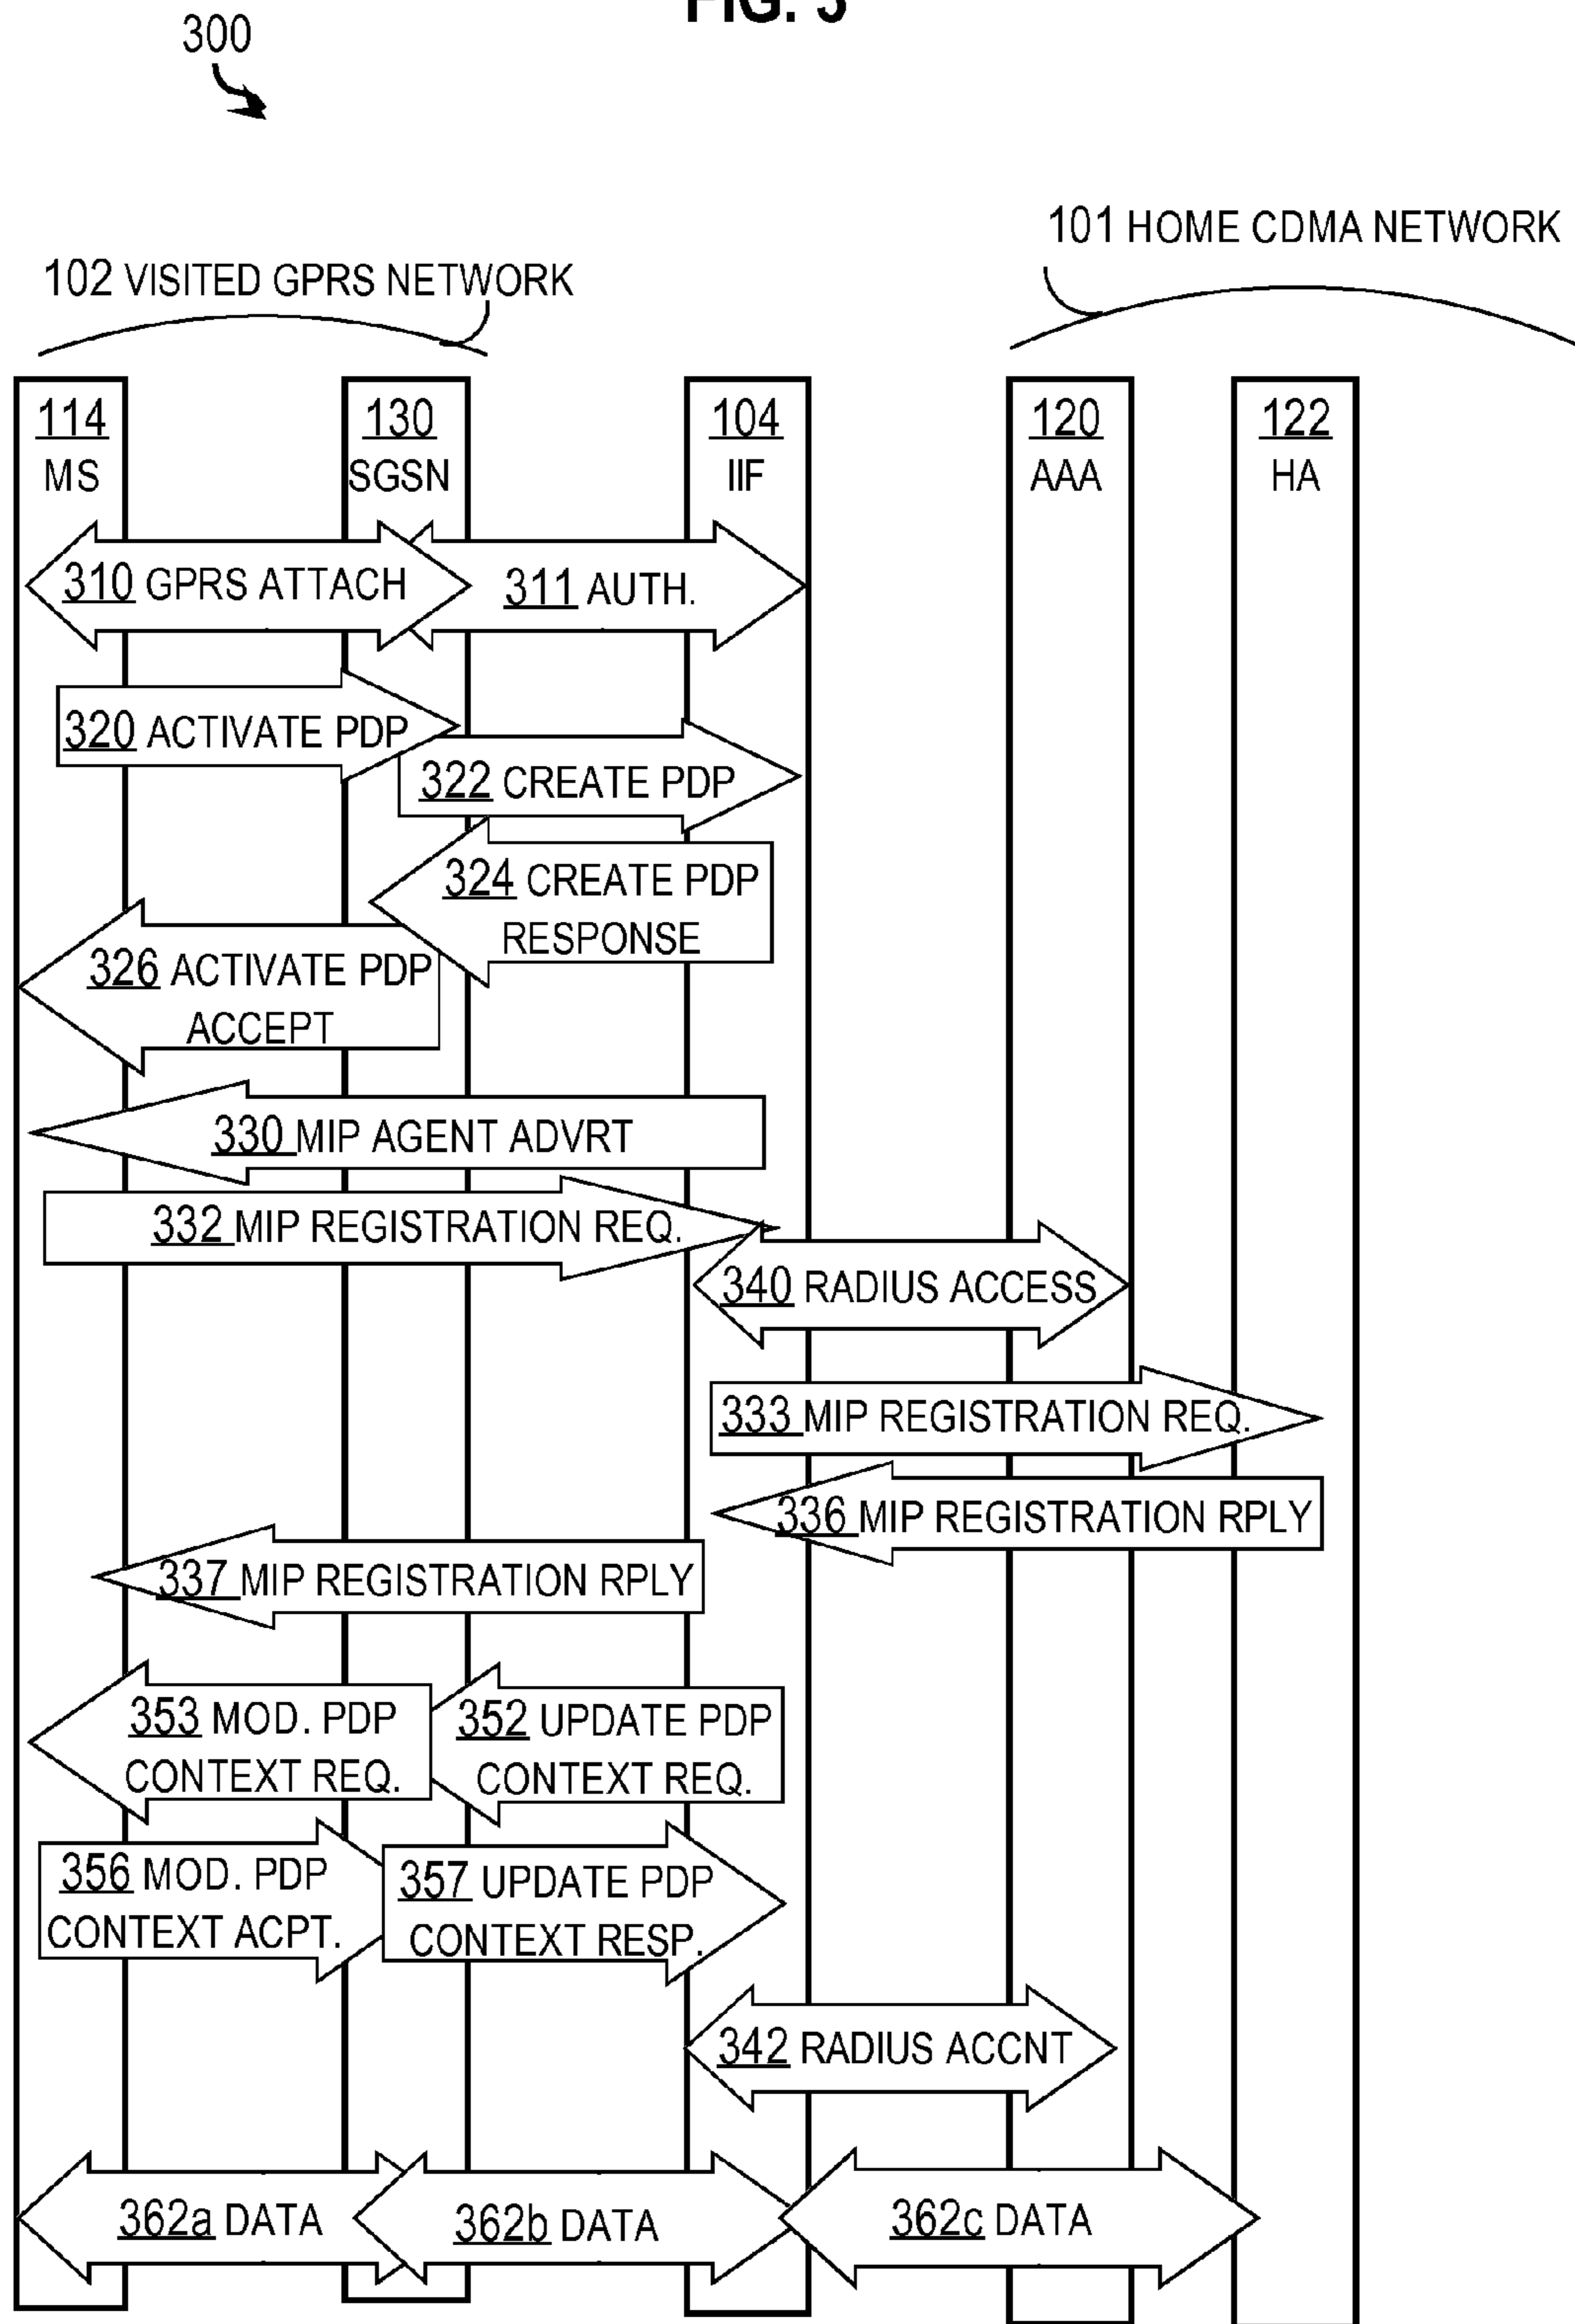 FIG. 3
300
101 HOME CDMA NETWORK
102 VISITED GPRS NETWORK
114
MS
130
SGSN
104
IIF
120
AAA
122
HA
310 GPRS ATTACH
311 AUTH.
320 ACTIVATE PDP
322 CREATE PDP
324 CREATE PDP
RESPONSE
326 ACTIVATE PDP
ACCEPT
330 MIP AGENT ADVRT
332 MIP REGISTRATION REQ.
340 RADIUS ACCESS
333 MIP REGISTRATION REQ.
336 MIP REGISTRATION RPLY
337 MIP REGISTRATION RPLY
353 MOD. PDP
CONTEXT REQ.
352 UPDATE PDP
CONTEXT REQ.
356 MOD. PDP
CONTEXT ACPT.
357 UPDATE PDP
CONTEXT RESP.
342 RADIUS ACCNT
362a DATA
362b DATA
362c DATA